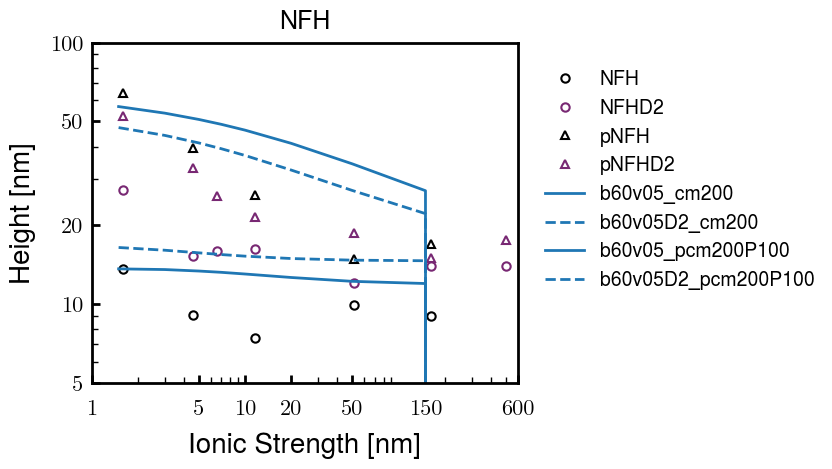 NFH
100
50
20
10
5
Height [nm]
1
5
10
20
50
150
600
Ionic Strength [nm]
NFH
NFHD2
pNFH
pNFHD2
b60v05_cm200
b60v05D2_cm200
b60v05_pcm200P100
b60v05D2_pcm200P100